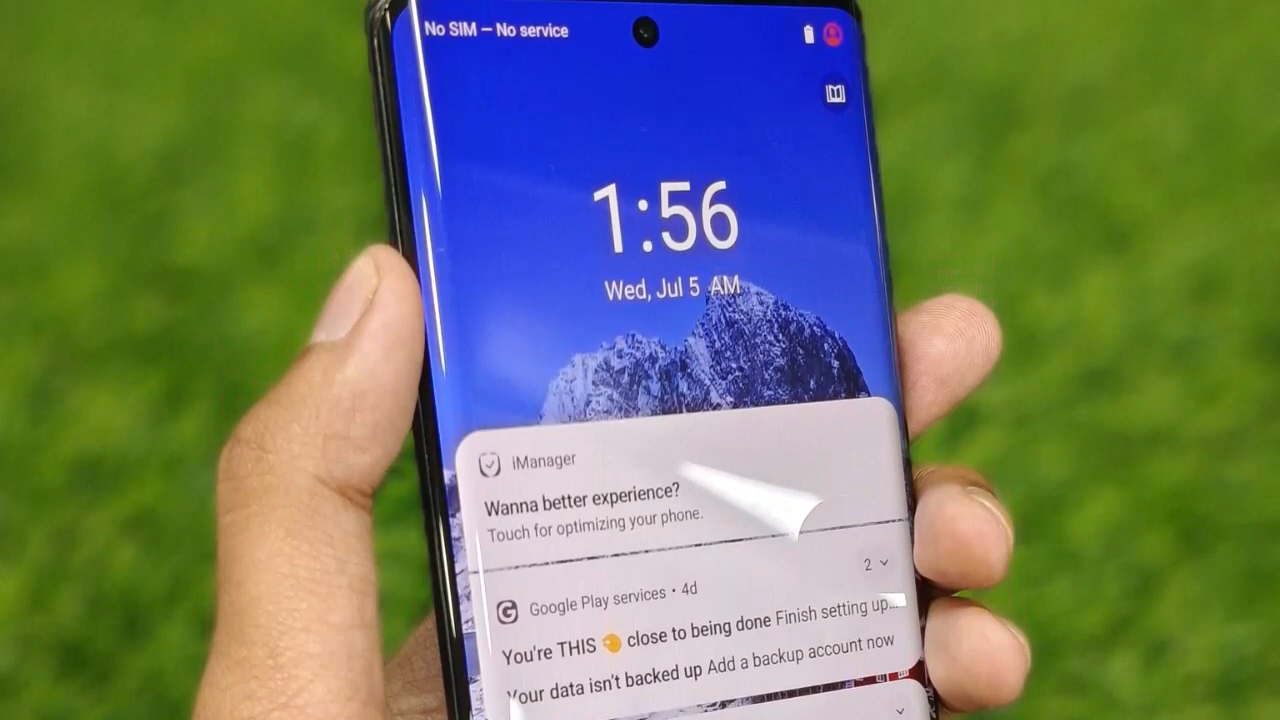 No SIM — No service
1:56
Wed, Jul 5 AM
iManager
Wanna better experience?
Touch for optimizing your phone.
Google Play services • 4d 2
You're THIS 🤏 close to being done Finish setting up...
Your data isn't backed up Add a backup account now